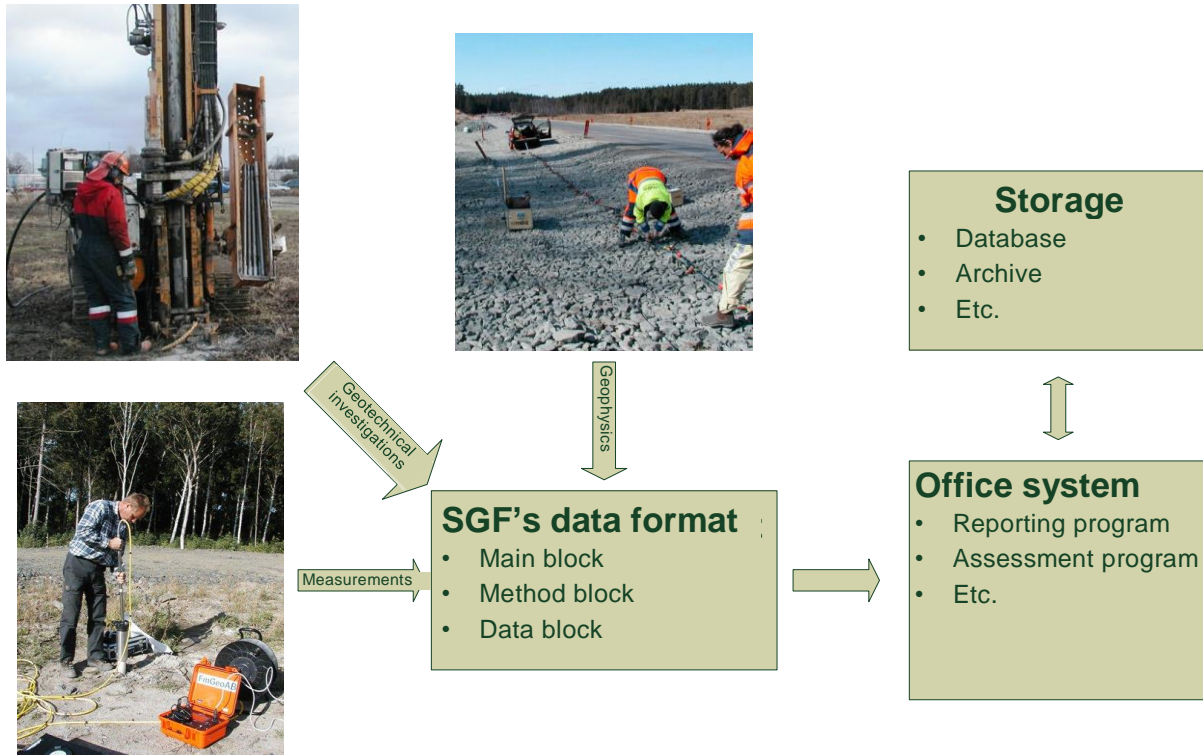 Storage
• Database
• Archive
• Etc.
Geotechnical
investigations
Geophysics
SGF's data format :
• Main block
• Method block
• Data block
Office system
• Reporting program
• Assessment program
• Etc.
Measurements
FmGeoAB